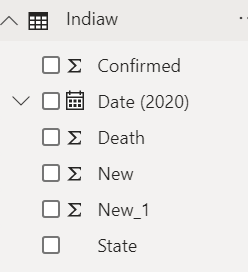 Indiaw
Confirmed
Date (2020)
Death
New
New_1
State